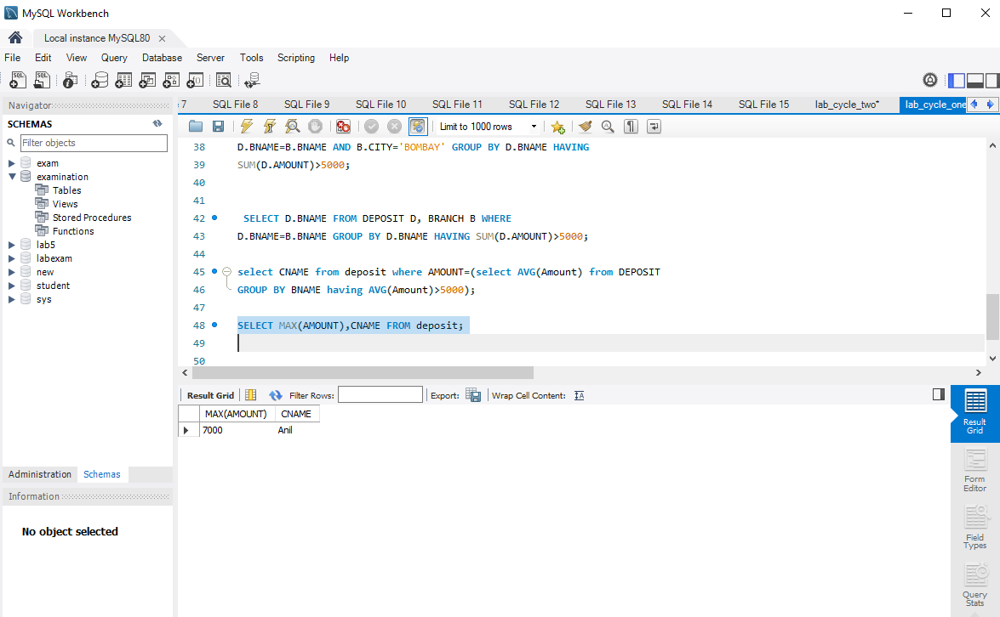 MySQL Workbench
Local instance MySQL80
File Edit View Query Database Server Tools Scripting Help
Navigator
7 SQL File 8 SQL File 9 SQL File 10 SQL File 11 SQL File 12 SQL File 13 SQL File 14 SQL File 15 lab_cycle_two* lab_cycle_one
SCHEMAS
Filter objects
exam
examination
Tables
Views
Stored Procedures
Functions
lab5
labexam
new
student
sys
Administration Schemas
Information
No object selected
Limit to 1000 rows
38 D.BNAME=B.BNAME AND B.CITY='BOMBAY' GROUP BY D.BNAME HAVING
39 SUM(D.AMOUNT)>5000;
40
41
42 SELECT D.BNAME FROM DEPOSIT D, BRANCH B WHERE
43 D.BNAME=B.BNAME GROUP BY D.BNAME HAVING SUM(D.AMOUNT)>5000;
44
45 select CNAME from deposit where AMOUNT=(select AVG(Amount) from DEPOSIT
46 GROUP BY BNAME having AVG(Amount)>5000);
47
48 SELECT MAX(AMOUNT),CNAME FROM deposit;
49
50
Result Grid Filter Rows: Export: Wrap Cell Content:
MAX(AMOUNT) CNAME
7000 Anil
Result
Grid
Form
Editor
Field
Types
Query
Stats